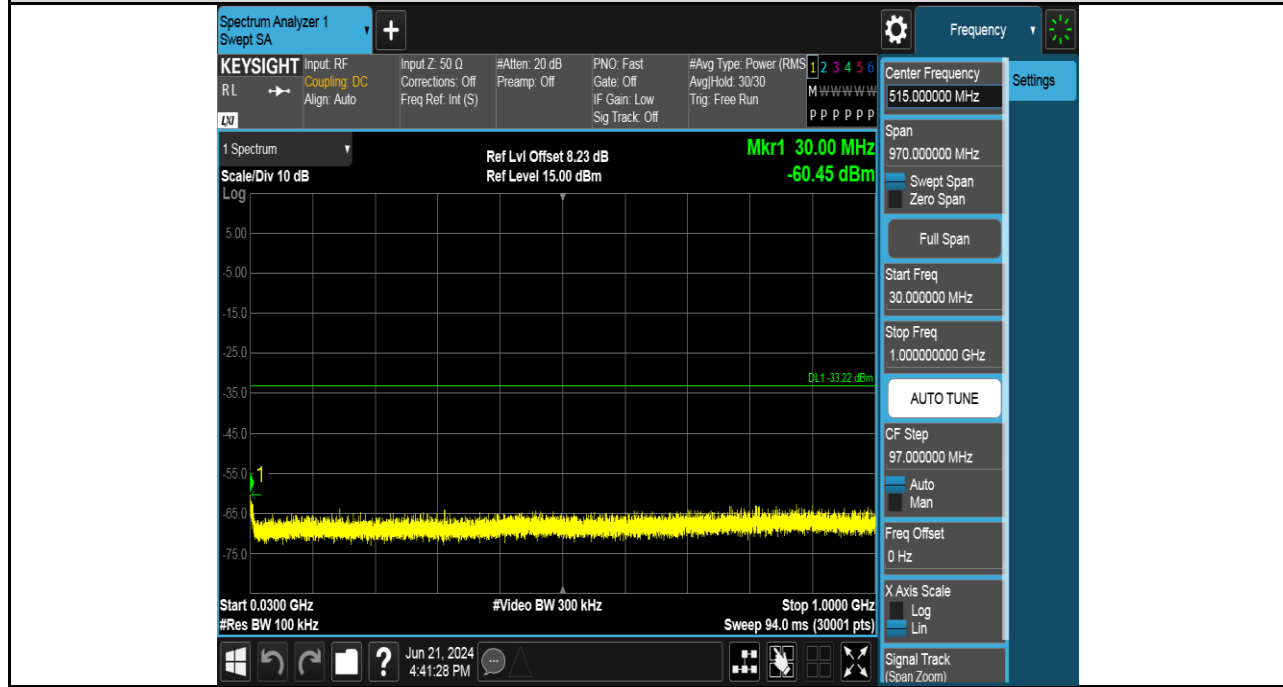 Spectrum Analyzer 1
Swept SA
+
Frequency
KEYSIGHT
RL
LXI
Input: RF
Coupling: DC
Align: Auto
Input Z: 50 Ω
Corrections: Off
Freq Ref: Int (S)
#Atten: 20 dB
Preamp: Off
PNO: Fast
Gate: Off
IF Gain: Low
Sig Track: Off
#Avg Type: Power (RMS
Avg|Hold: 30/30
Trig: Free Run
1 2 3 4 5 6
M W W W W W
P P P P P P
1 Spectrum
Scale/Div 10 dB
Log
Ref Lvl Offset 8.23 dB
Ref Level 15.00 dBm
Mkr1 30.00 MHz
-60.45 dBm
5.00
-5.00
-15.0
-25.0
DL1 -33.22 dBm
-35.0
-45.0
-55.0
1
-65.0
-75.0
Start 0.0300 GHz
#Res BW 100 kHz
#Video BW 300 kHz
Stop 1.0000 GHz
Sweep 94.0 ms (30001 pts)
?
Jun 21, 2024
4:41:28 PM
Center Frequency
515.000000 MHz
Settings
Span
970.000000 MHz
Swept Span
Zero Span
Full Span
Start Freq
30.000000 MHz
Stop Freq
1.000000000 GHz
AUTO TUNE
CF Step
97.000000 MHz
Auto
Man
Freq Offset
0 Hz
X Axis Scale
Log
Lin
Signal Track
(Span Zoom)